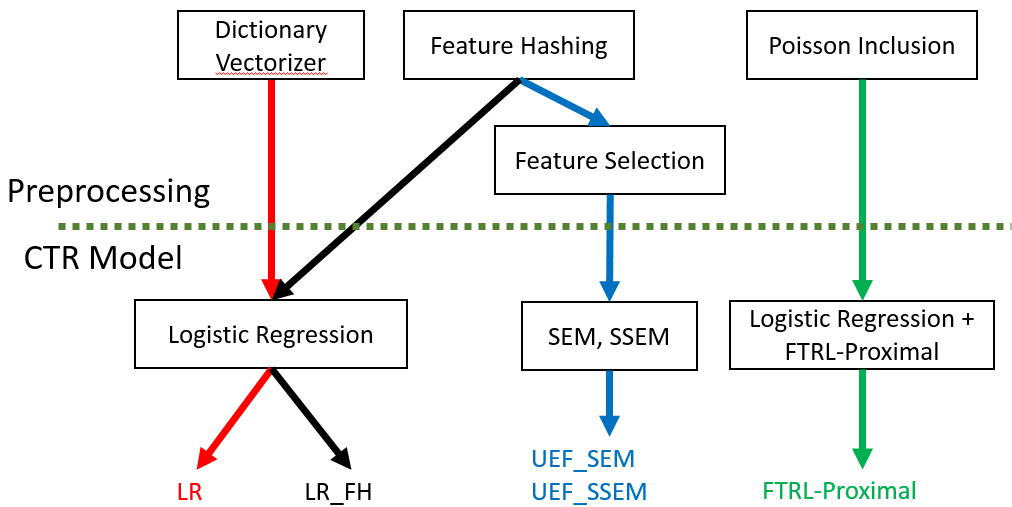 Dictionary
Vectorizer
Feature Hashing
Poisson Inclusion
Feature Selection
Preprocessing
CTR Model
Logistic Regression
SEM, SSEM
Logistic Regression +
FTRL-Proximal
LR
LR_FH
UEF_SEM
UEF_SSEM
FTRL-Proximal